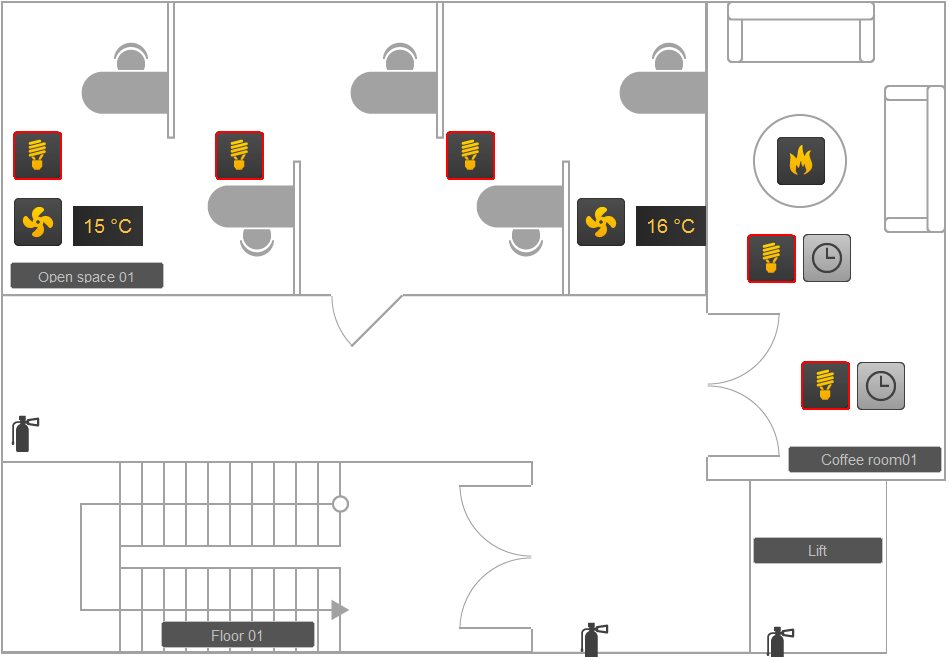 15 °C
16 °C
Open space 01
Coffee room01
Lift
Floor 01